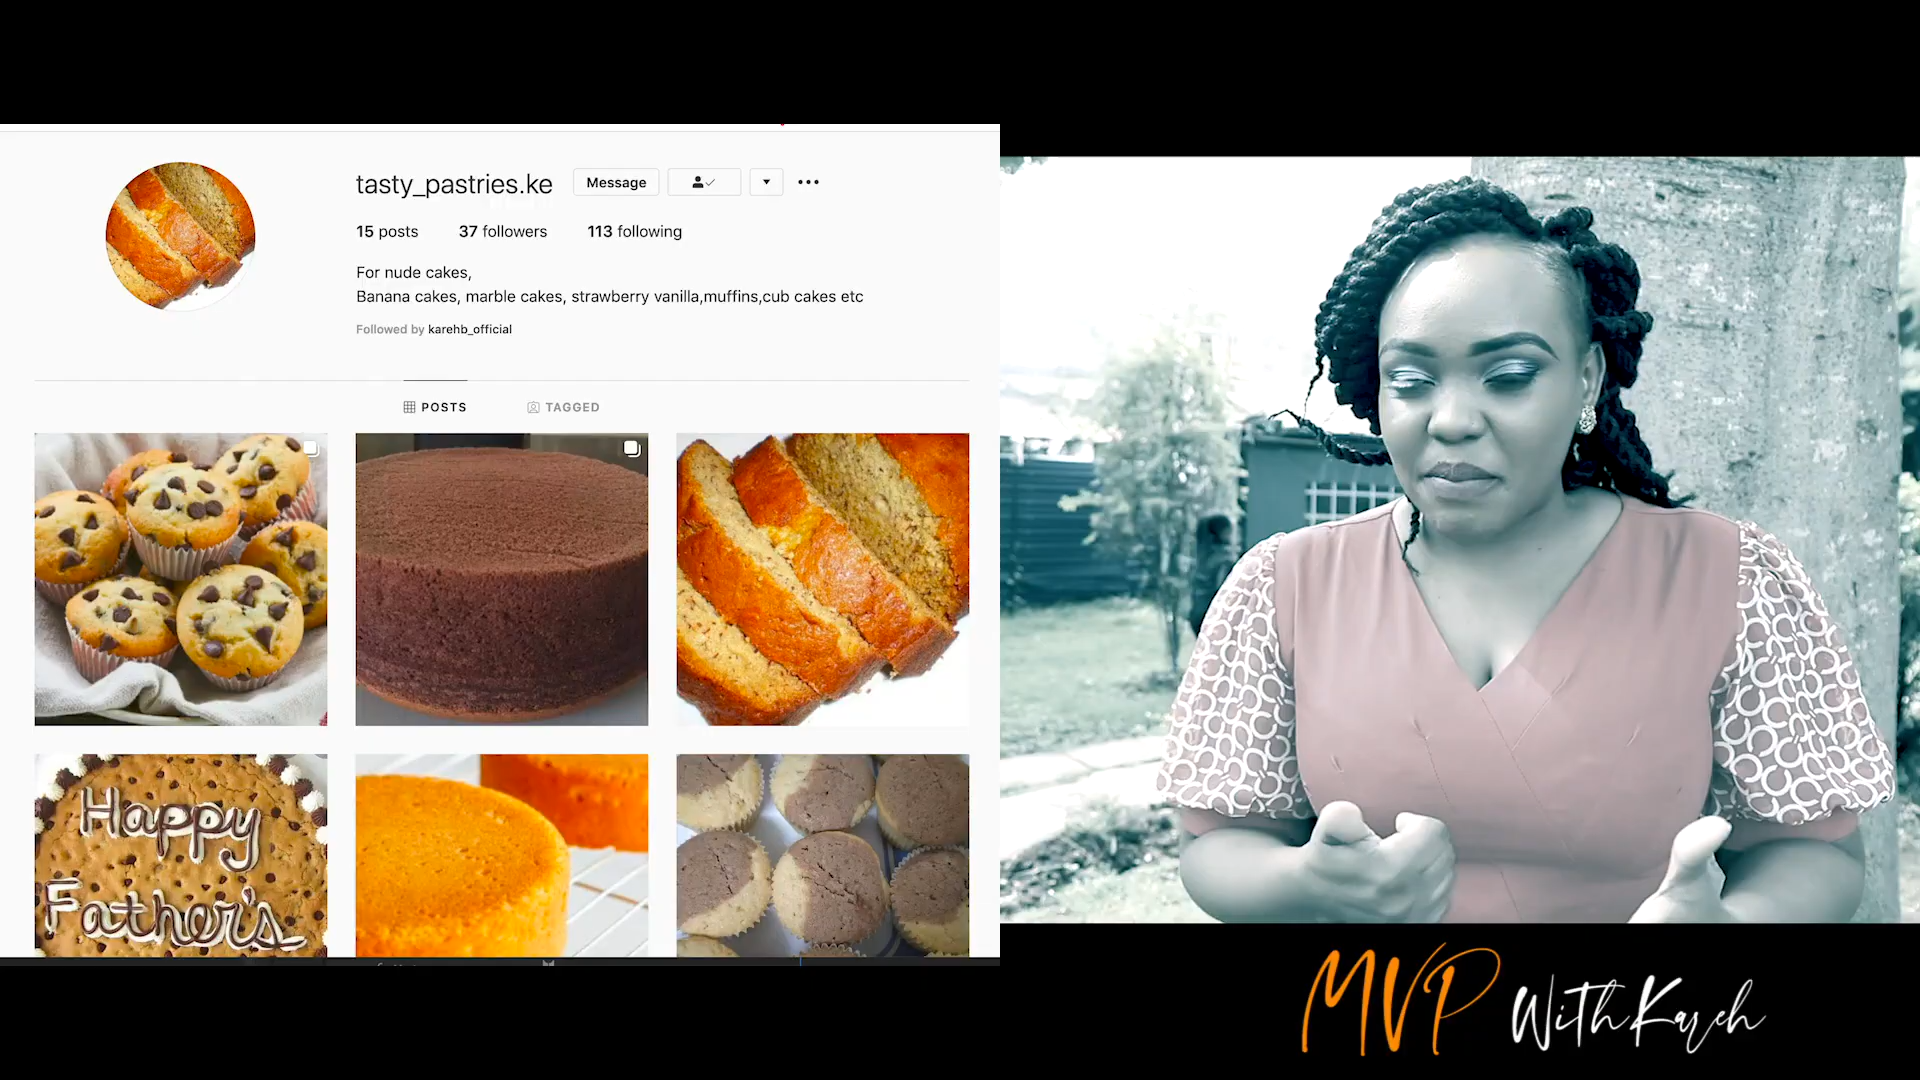 tasty_pastries.ke Message
15 posts 37 followers 113 following
For nude cakes,
Banana cakes, marble cakes, strawberry vanilla,muffins,cub cakes etc
Followed by karehb_official
POSTS TAGGED
Happy
Father's
MVP WithKareh